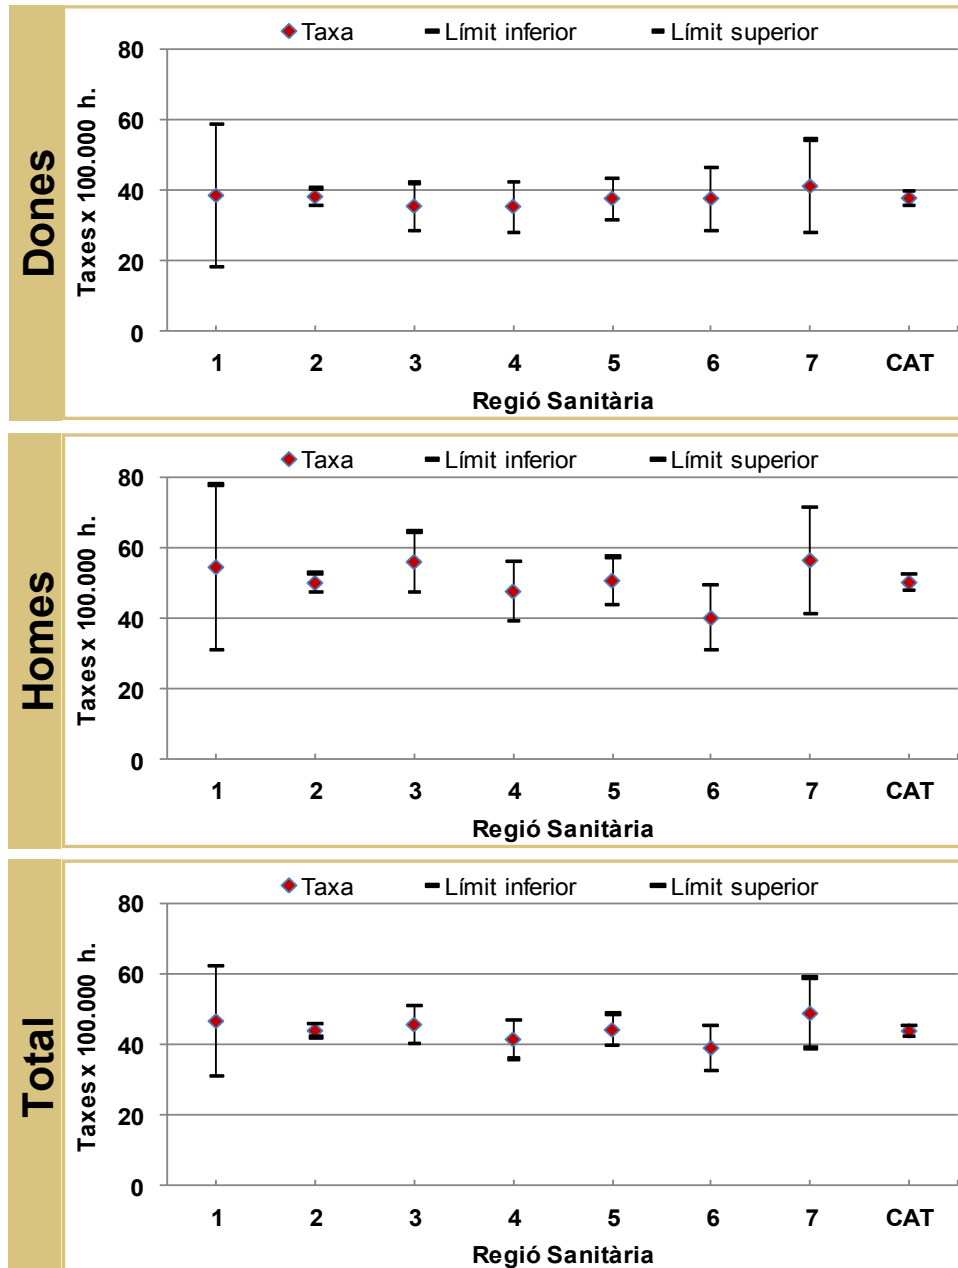 Dones
Taxa Límit inferior Límit superior
Taxes x 100.000 h.
80
60
40
20
0
1 2 3 4 5 6 7 CAT
Regió Sanitària
Homes
Taxa Límit inferior Límit superior
Taxes x 100.000 h.
80
60
40
20
0
1 2 3 4 5 6 7 CAT
Regió Sanitària
Total
Taxa Límit inferior Límit superior
Taxes x 100.000 h.
80
60
40
20
0
1 2 3 4 5 6 7 CAT
Regió Sanitària